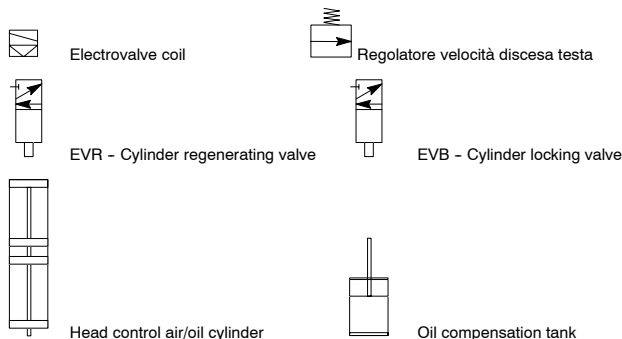 Electrovalve coil
Regolatore velocità discesa testa
EVR - Cylinder regenerating valve
EVB - Cylinder locking valve
Head control air/oil cylinder
Oil compensation tank